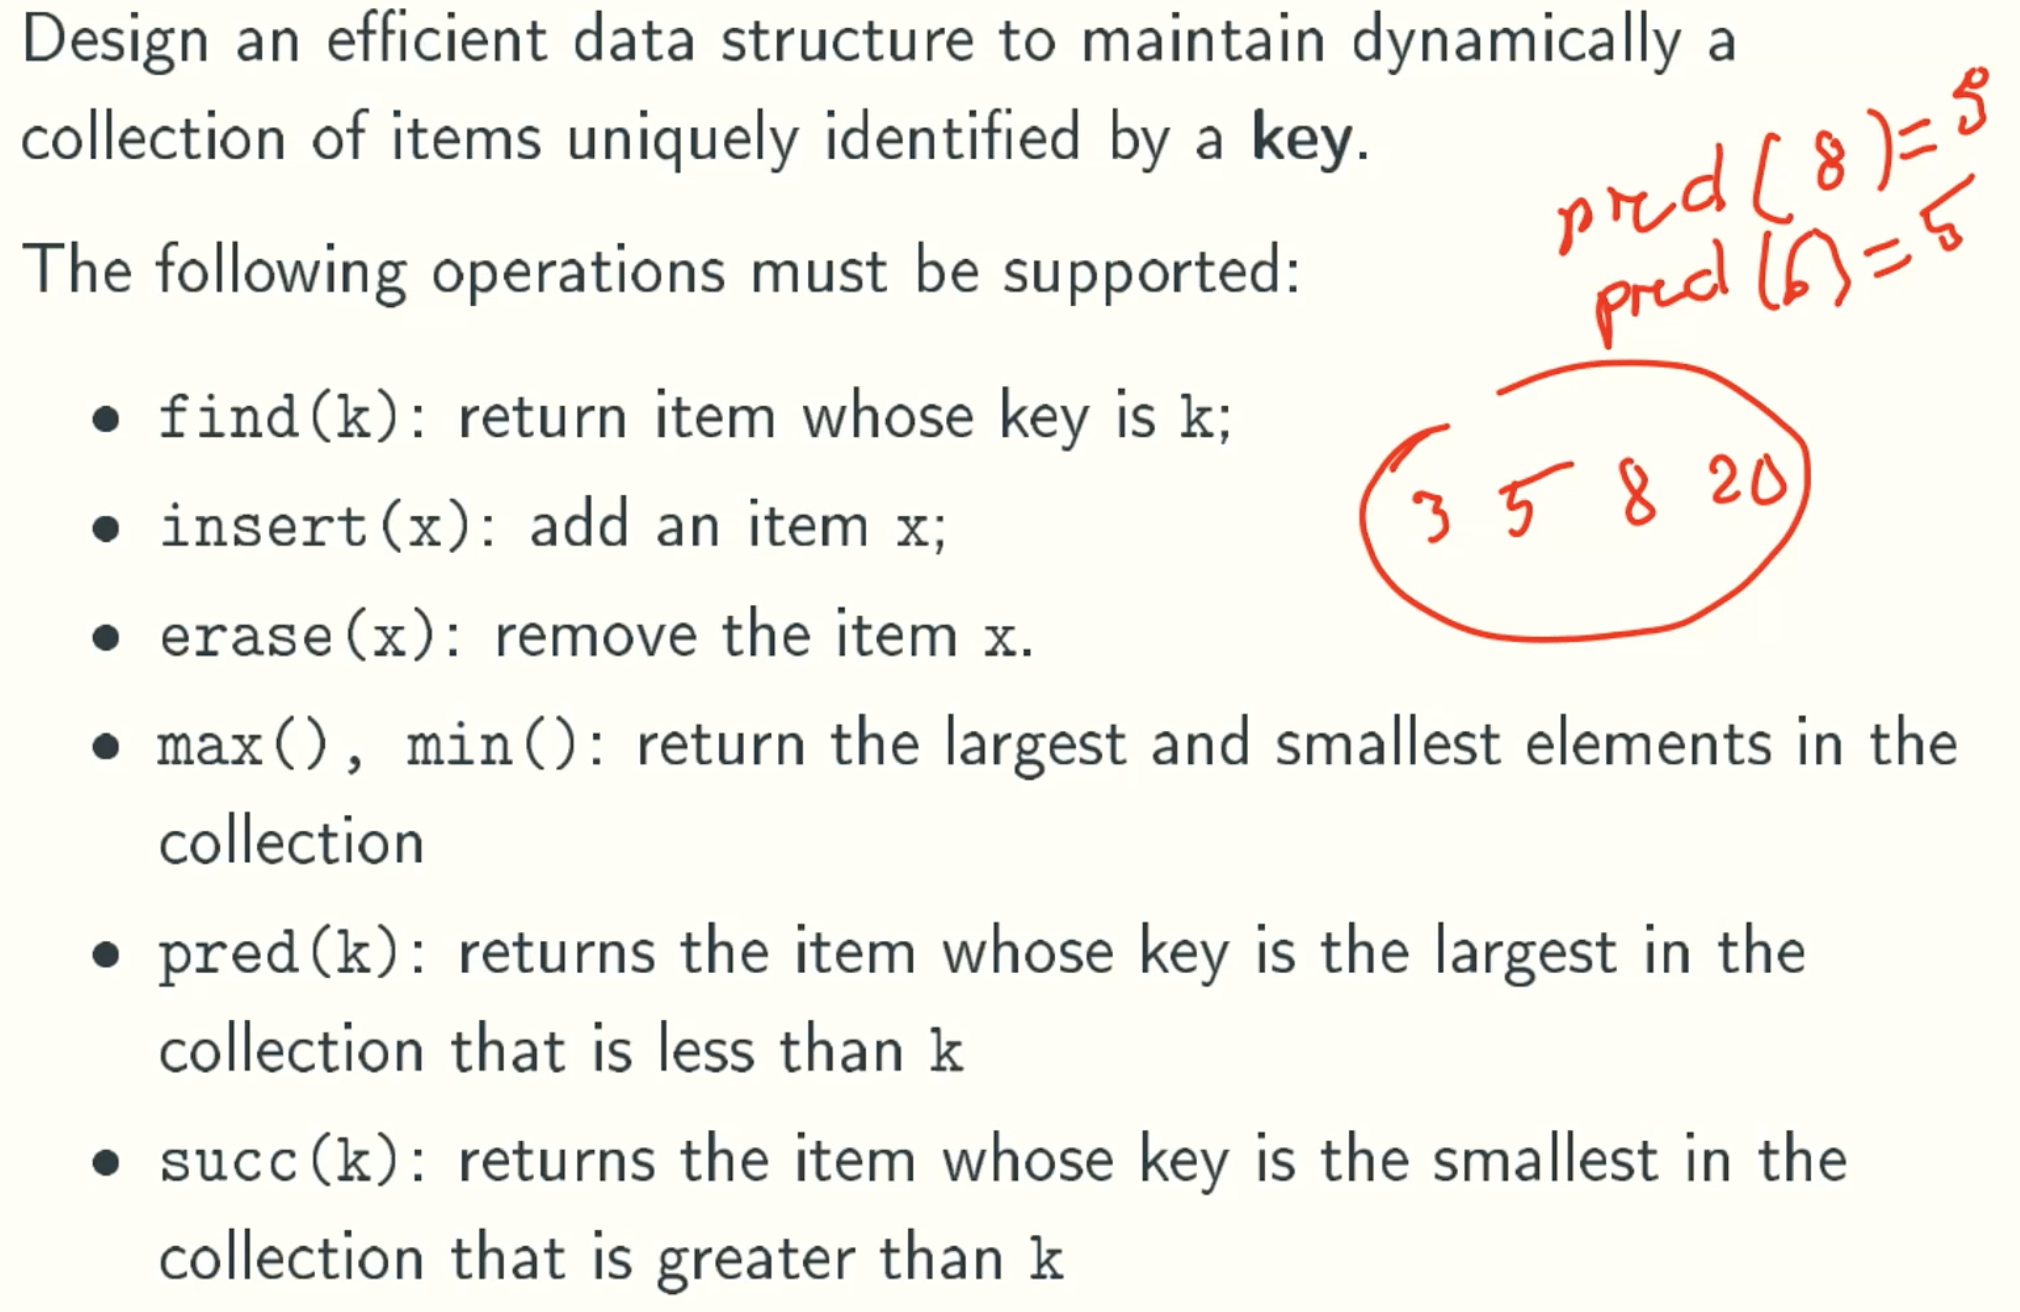 Design an efficient data structure to maintain dynamically a
collection of items uniquely identified by a key.
pred(8)=5
pred(6)=5
The following operations must be supported:
• find(k): return item whose key is k;
• insert(x): add an item x;
3 5 8 20
• erase(x): remove the item x.
• max(), min(): return the largest and smallest elements in the
collection
• pred(k): returns the item whose key is the largest in the
collection that is less than k
• succ(k): returns the item whose key is the smallest in the
collection that is greater than k